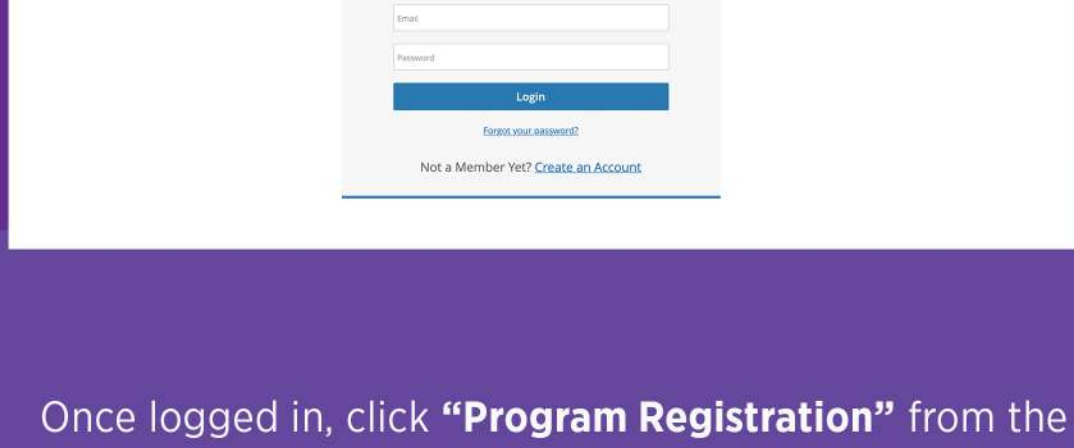 Email
Password
Login
Forgot your password?
Not a Member Yet? Create an Account
Once logged in, click “Program Registration” from the